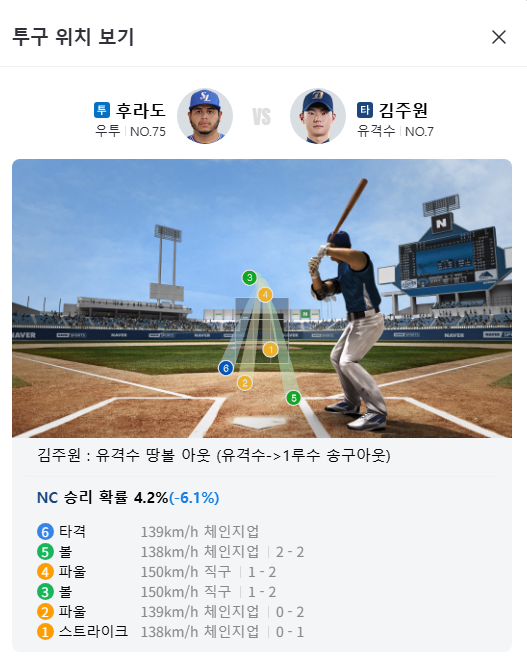 투구 위치 보기
투 후라도
우투 | NO.75
VS
타 김주원
유격수 | NO.7
N
NAVER
3
4
1
6
2
5
김주원 : 유격수 땅볼 아웃 (유격수->1루수 송구아웃)
NC 승리 확률 4.2%(-6.1%)
6 타격 139km/h 체인지업
5 볼 138km/h 체인지업 | 2 - 2
4 파울 150km/h 직구 | 1 - 2
3 볼 150km/h 직구 | 1 - 2
2 파울 139km/h 체인지업 | 0 - 2
1 스트라이크 138km/h 체인지업 | 0 - 1